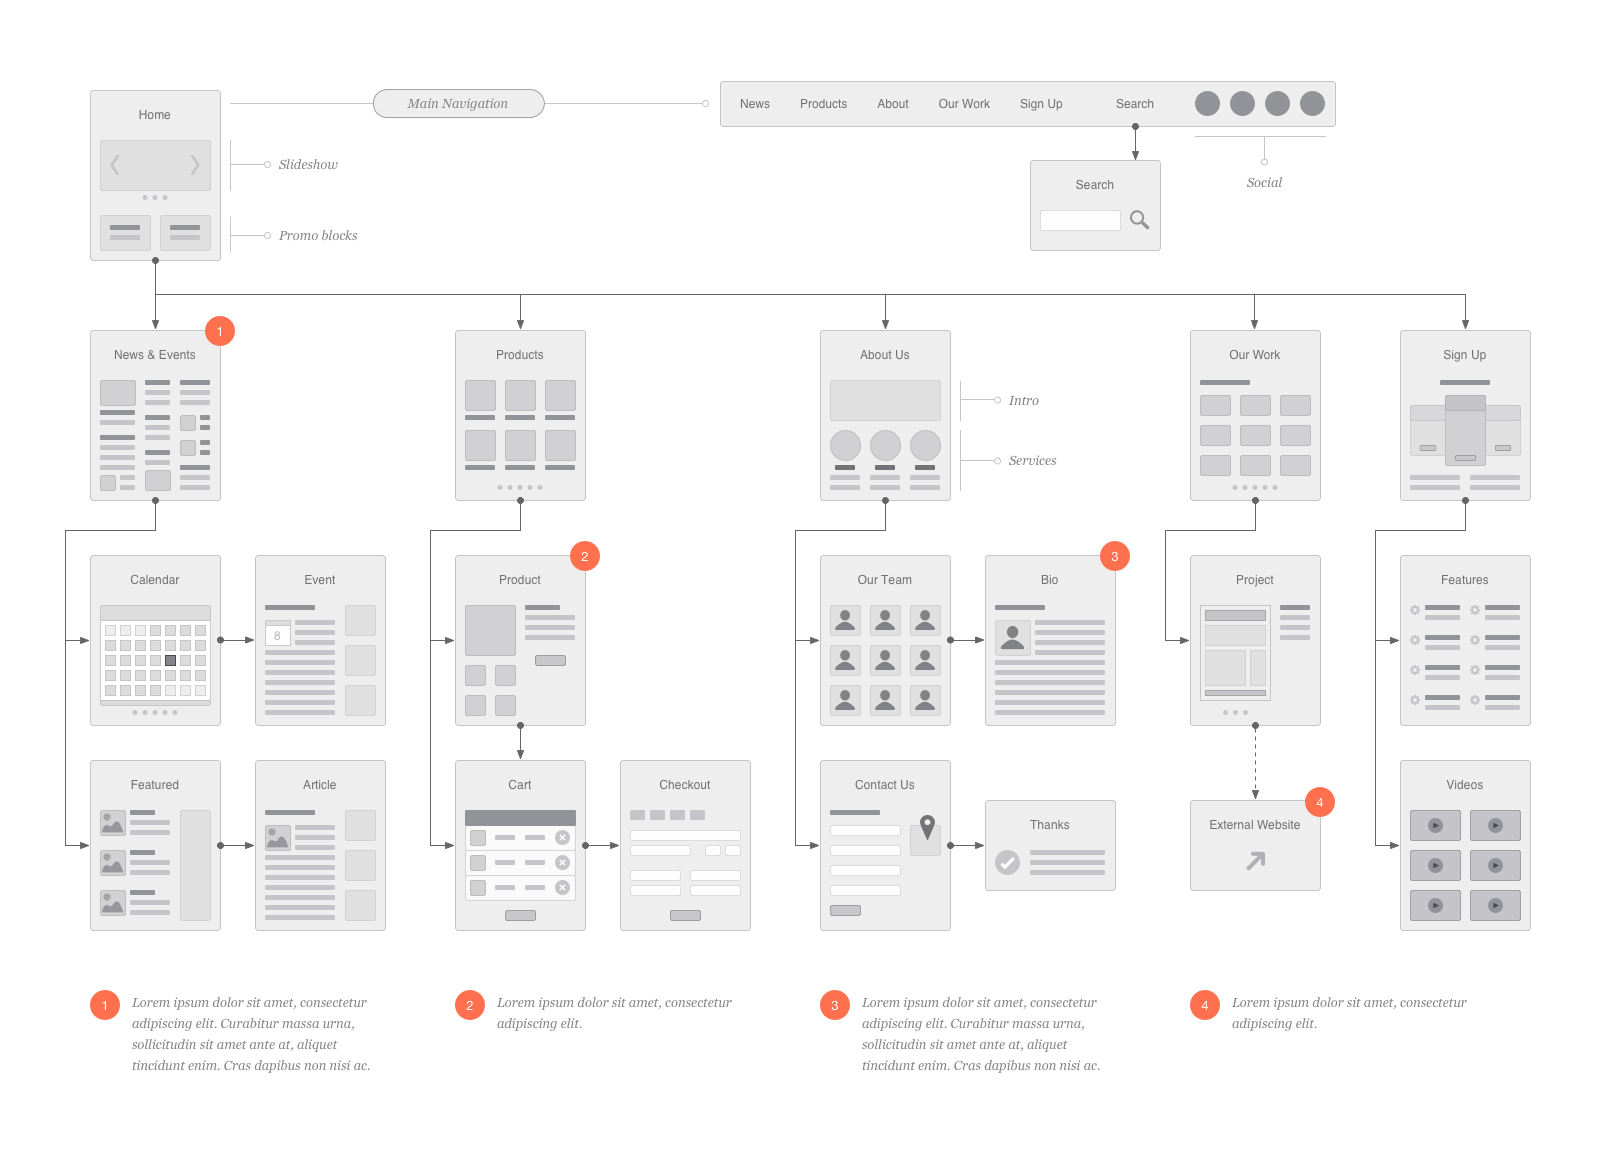 Home
Main Navigation
News Products About Our Work Sign Up Search
Slideshow
Search
Social
Promo blocks
1
News & Events
Products
About Us
Our Work
Sign Up
Intro
Services
2
3
Calendar
Event
Product
Our Team
Bio
Project
Features
8
Featured
Article
Cart
Checkout
Contact Us
Thanks
4
External Website
Videos
1
Lorem ipsum dolor sit amet, consectetur
adipiscing elit. Curabitur massa urna,
sollicitudin sit amet ante at, aliquet
tincidunt enim. Cras dapibus non nisi ac.
2
Lorem ipsum dolor sit amet, consectetur
adipiscing elit.
3
Lorem ipsum dolor sit amet, consectetur
adipiscing elit. Curabitur massa urna,
sollicitudin sit amet ante at, aliquet
tincidunt enim. Cras dapibus non nisi ac.
4
Lorem ipsum dolor sit amet, consectetur
adipiscing elit.